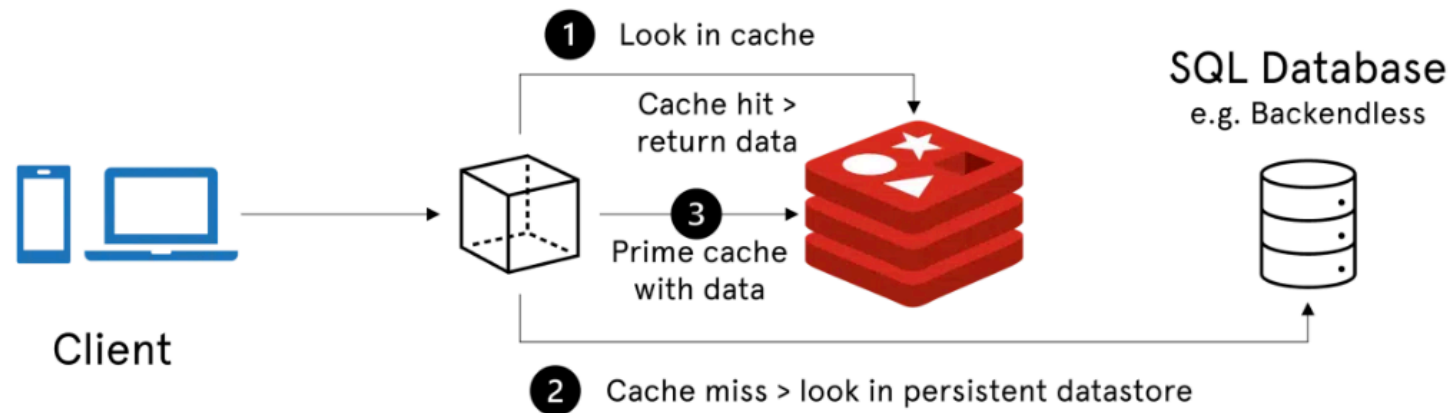 1 Look in cache
Cache hit >
return data
SQL Database
e.g. Backendless
3
Prime cache
with data
Client
2 Cache miss > look in persistent datastore